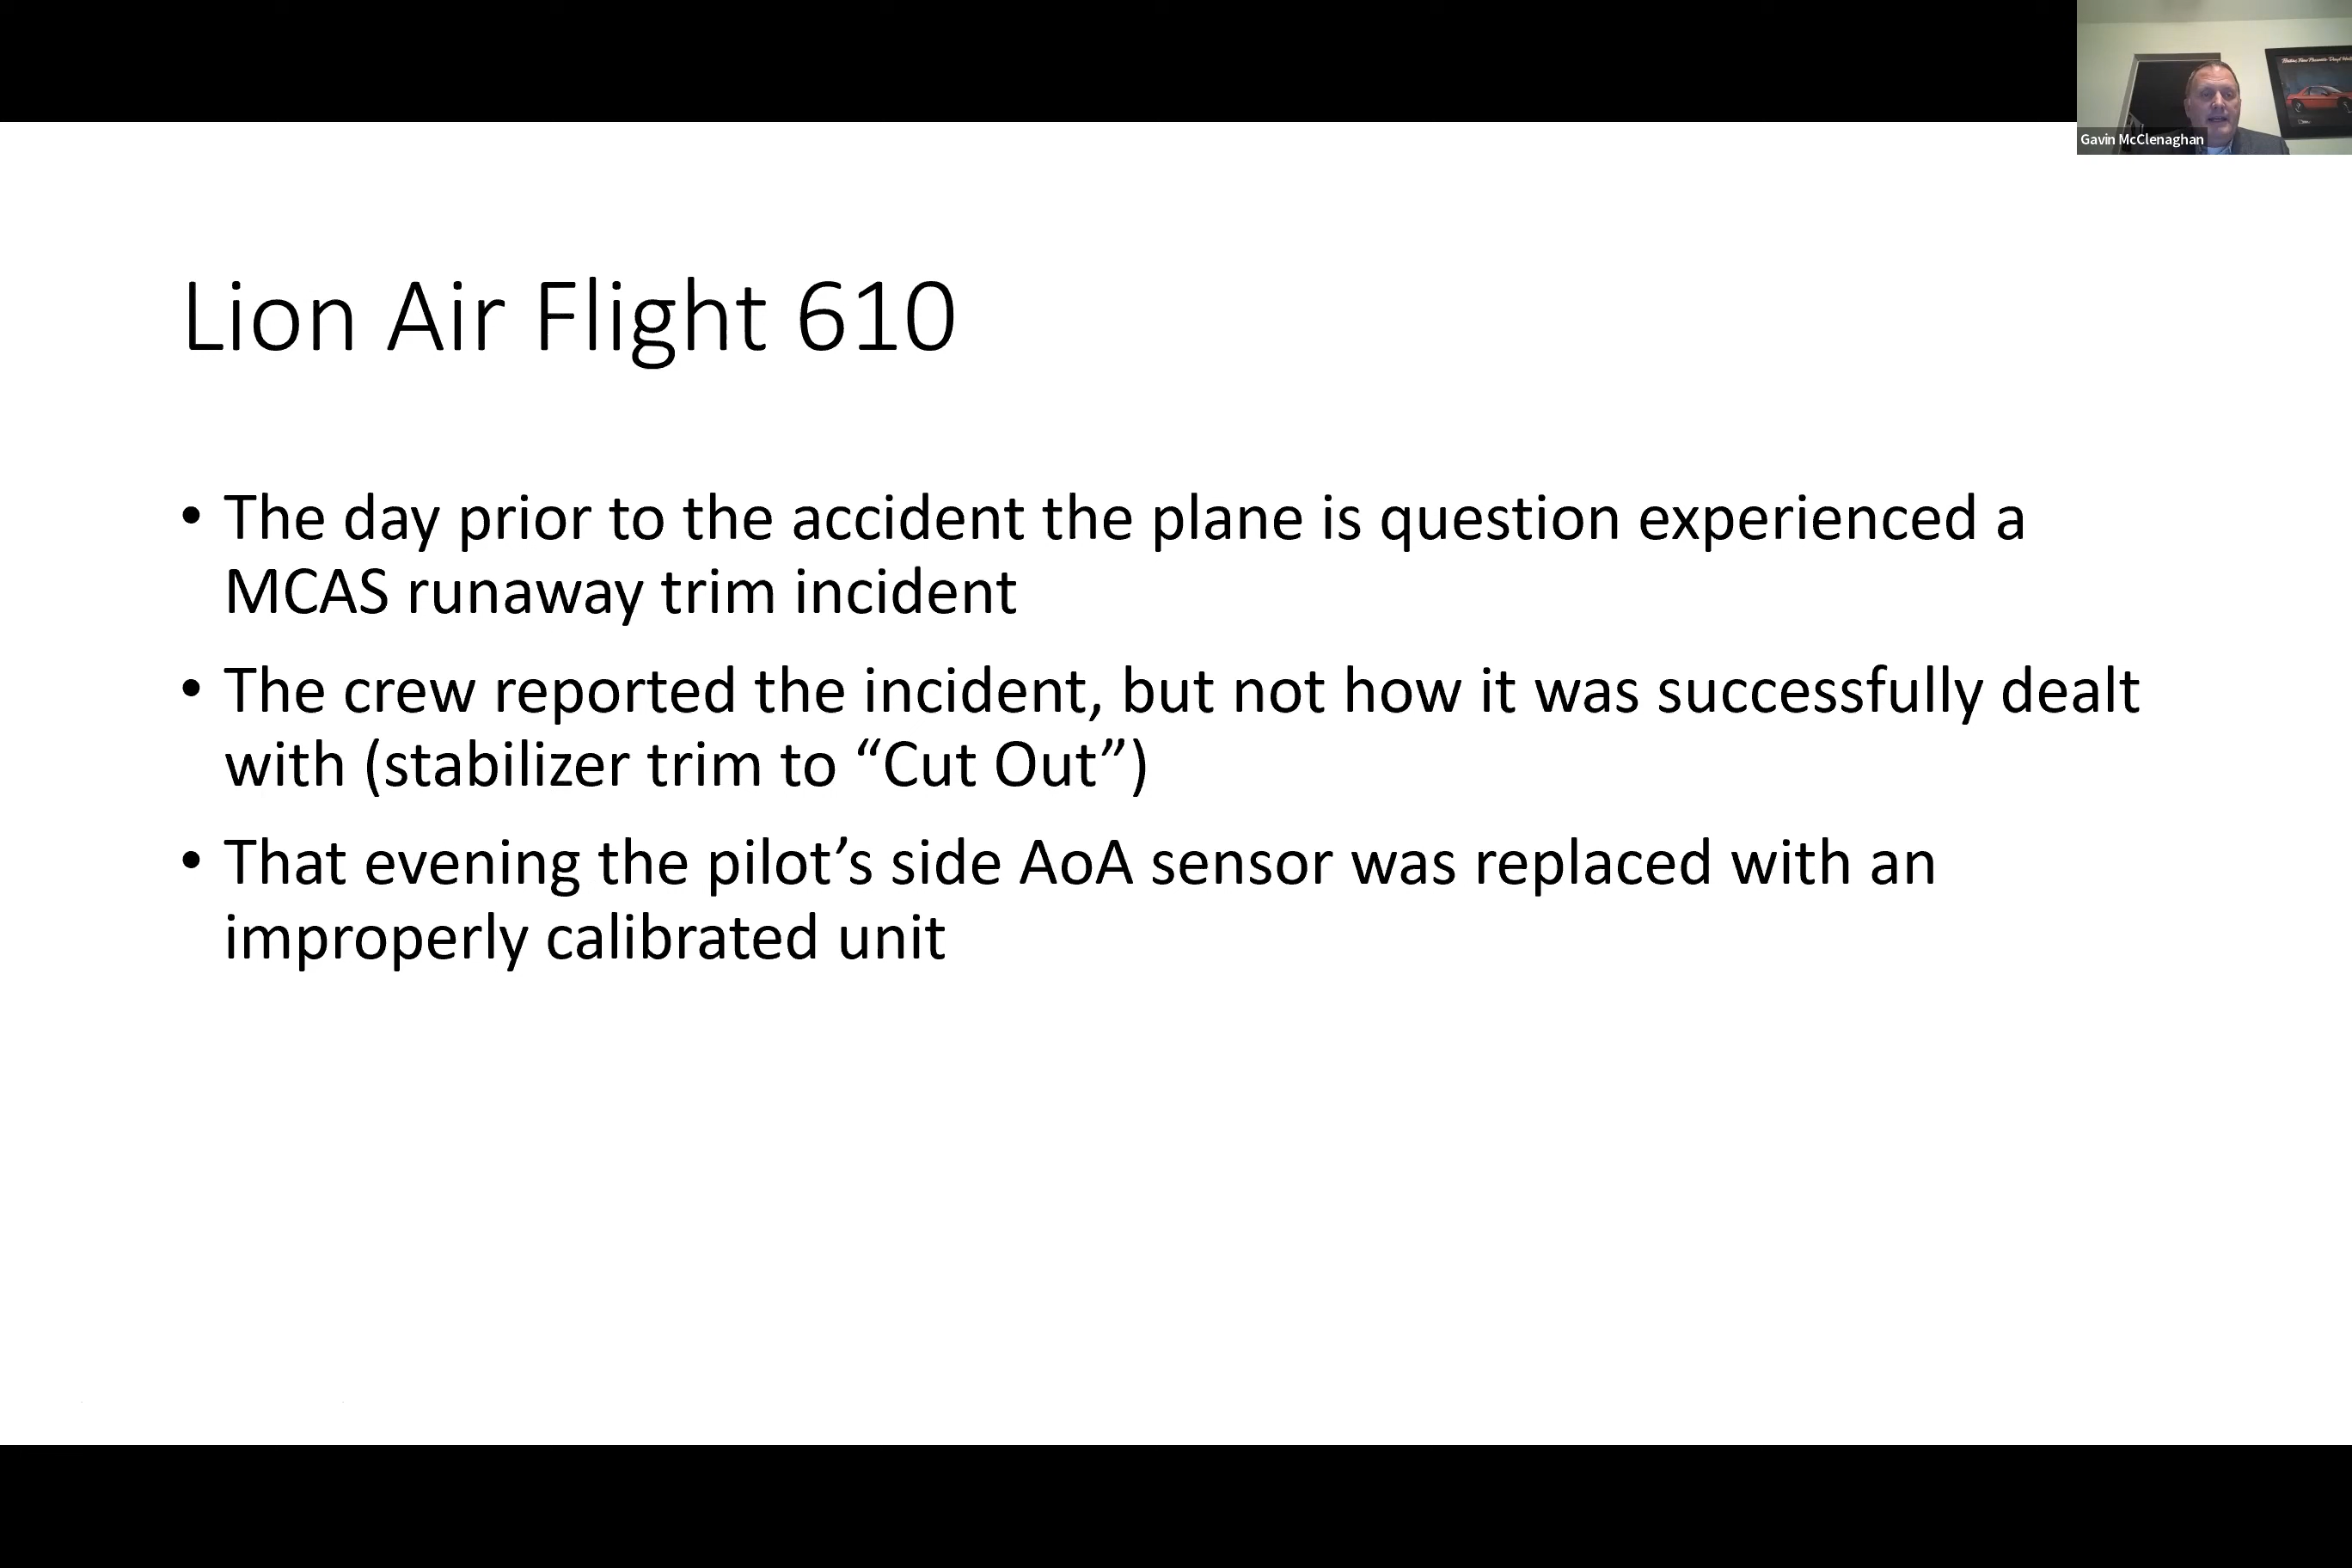 Gavin McClenaghan
Lion Air Flight 610
• The day prior to the accident the plane is question experienced a
MCAS runaway trim incident
• The crew reported the incident, but not how it was successfully dealt
with (stabilizer trim to “Cut Out”)
• That evening the pilot’s side AoA sensor was replaced with an
improperly calibrated unit